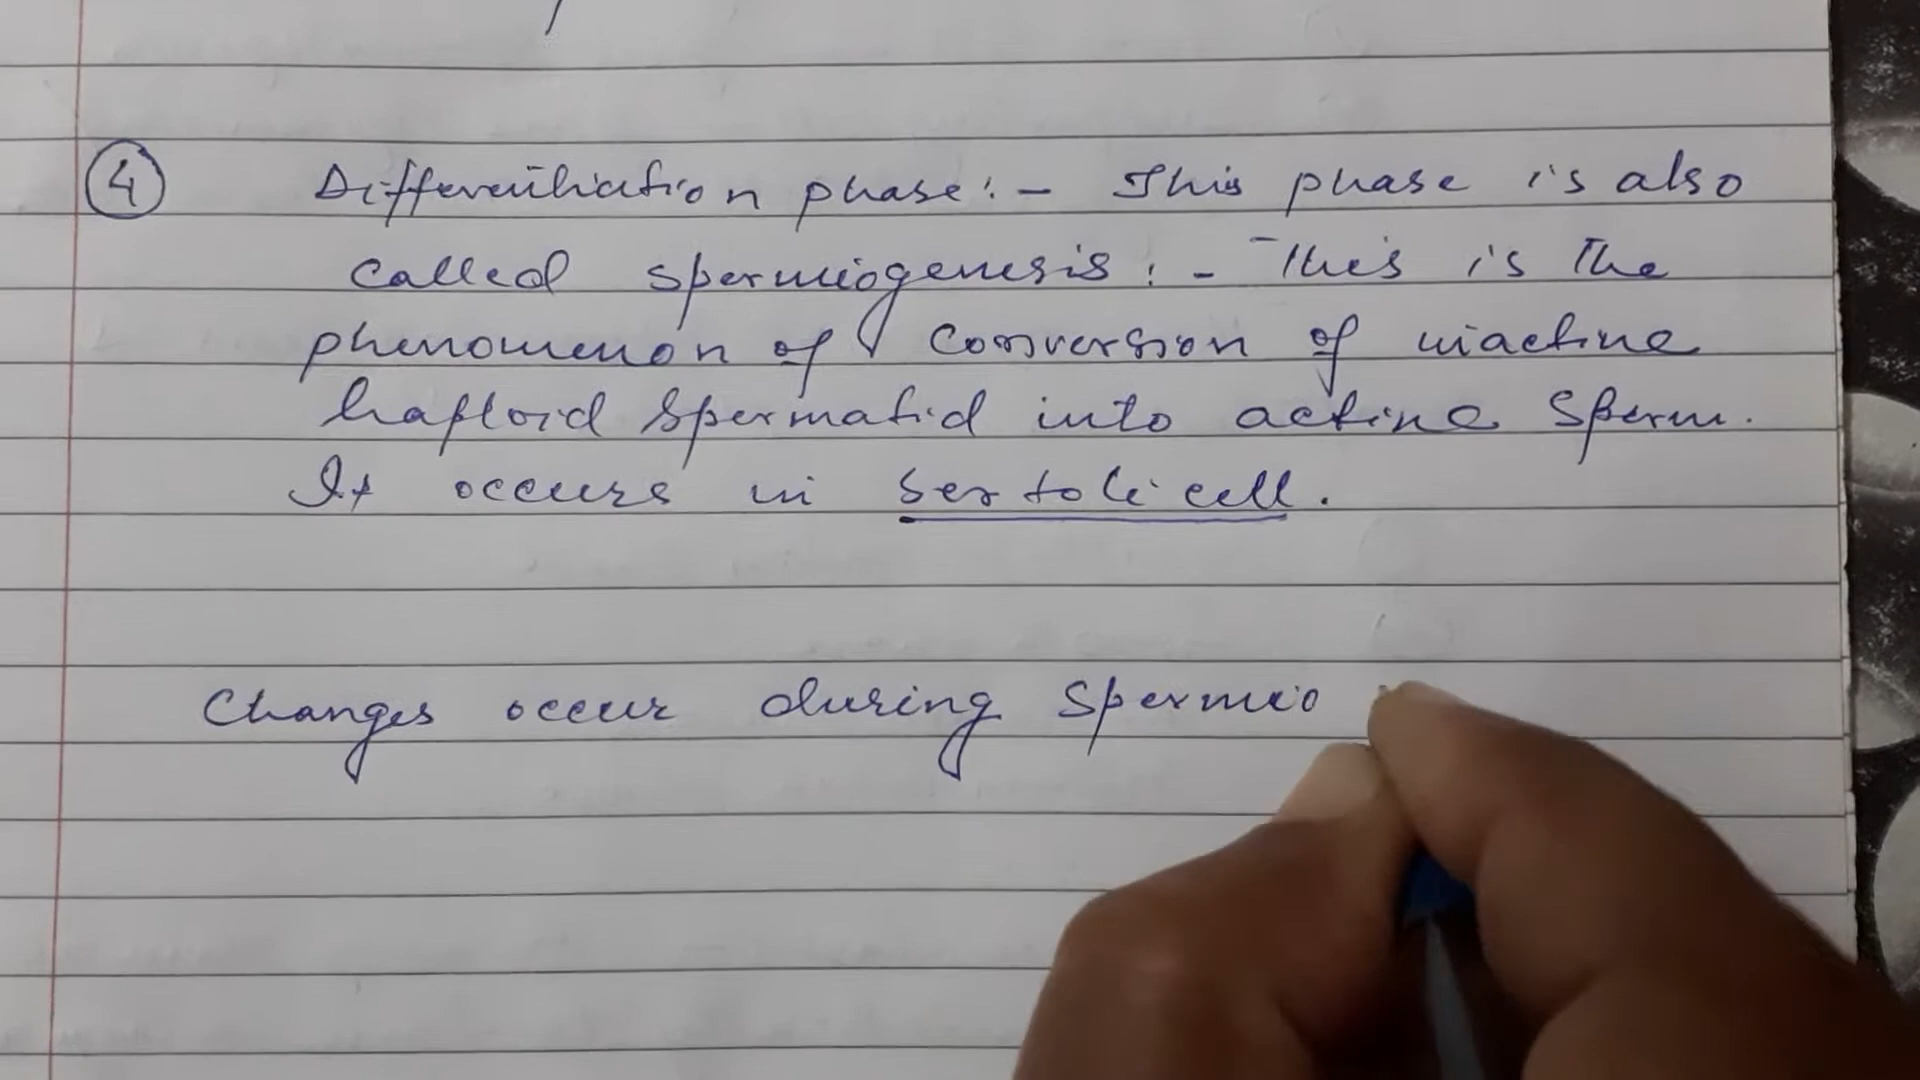 4 Differentiation phase :- This phase is also
called spermiogenesis :- This is the
phenomenon of conversion of inactive
haploid spermatid into active sperm.
It occurs in sertoli cell.
Changes occur during Spermio